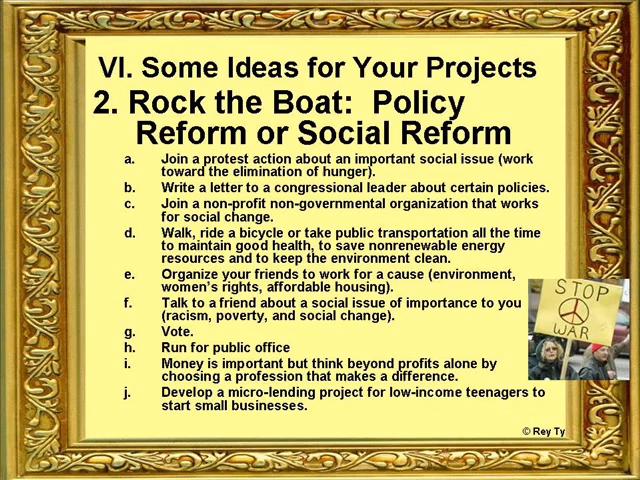 VI. Some Ideas for Your Projects
2. Rock the Boat: Policy
Reform or Social Reform
a. Join a protest action about an important social issue (work
toward the elimination of hunger).
b. Write a letter to a congressional leader about certain policies.
c. Join a non-profit non-governmental organization that works
for social change.
d. Walk, ride a bicycle or take public transportation all the time
to maintain good health, to save nonrenewable energy
resources and to keep the environment clean.
e. Organize your friends to work for a cause (environment,
women's rights, affordable housing).
f. Talk to a friend about a social issue of importance to you
(racism, poverty, and social change).
g. Vote.
h. Run for public office
i. Money is important but think beyond profits alone by
choosing a profession that makes a difference.
j. Develop a micro-lending project for low-income teenagers to
start small businesses.
STOP
WAR
© Rey Ty